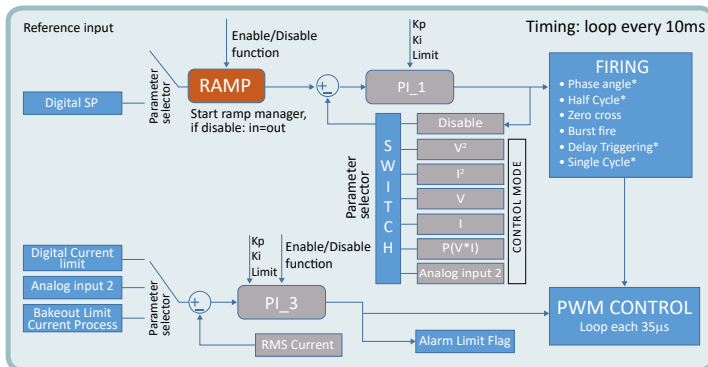 Reference input
Timing: loop every 10ms
Enable/Disable
function
Kp
Ki
Limit
Digital SP
Parameter
selector
RAMP
Start ramp manager,
if disable: in=out
PI_1
FIRING
• Phase angle*
• Half Cycle*
• Zero cross
• Burst fire
• Delay Triggering*
• Single Cycle*
Parameter
selector
SWITCH
Disable
V²
I²
V
I
P(V*I)
Analog input 2
CONTROL MODE
Digital Current
limit
Analog input 2
Bakeout Limit
Current Process
Parameter
selector
Kp
Ki
Limit
Enable/Disable
function
PI_3
RMS Current
Alarm Limit Flag
PWM CONTROL
Loop each 35µs